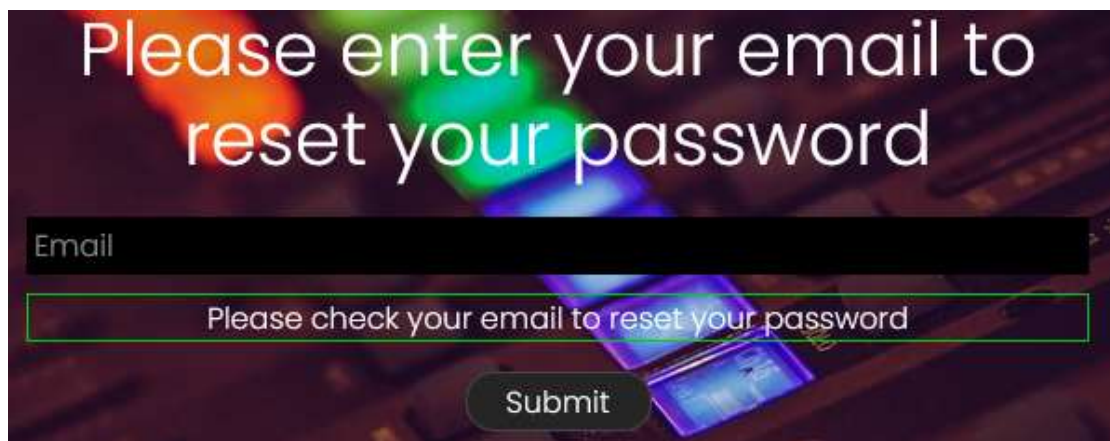 Please enter your email to
reset your password
Email
Please check your email to reset your password
Submit